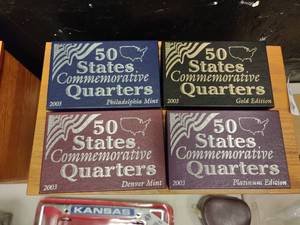 50
States
Commemorative
Quarters
2003
Philadelphia Mint
50
States
Commemorative
Quarters
2003
Gold Edition
50
States
Commemorative
Quarters
2003
Denver Mint
50
States
Commemorative
Quarters
2003
Platinum Edition
KANSAS